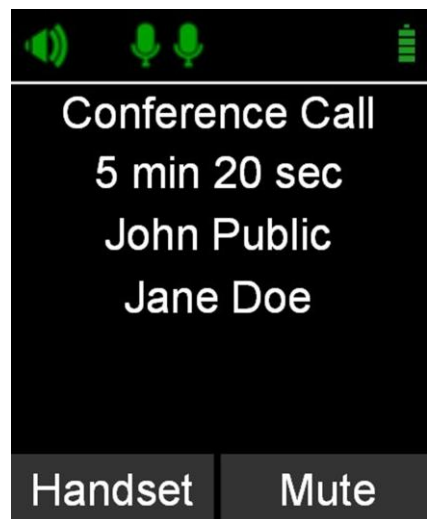 Conference Call
5 min 20 sec
John Public
Jane Doe
Handset Mute